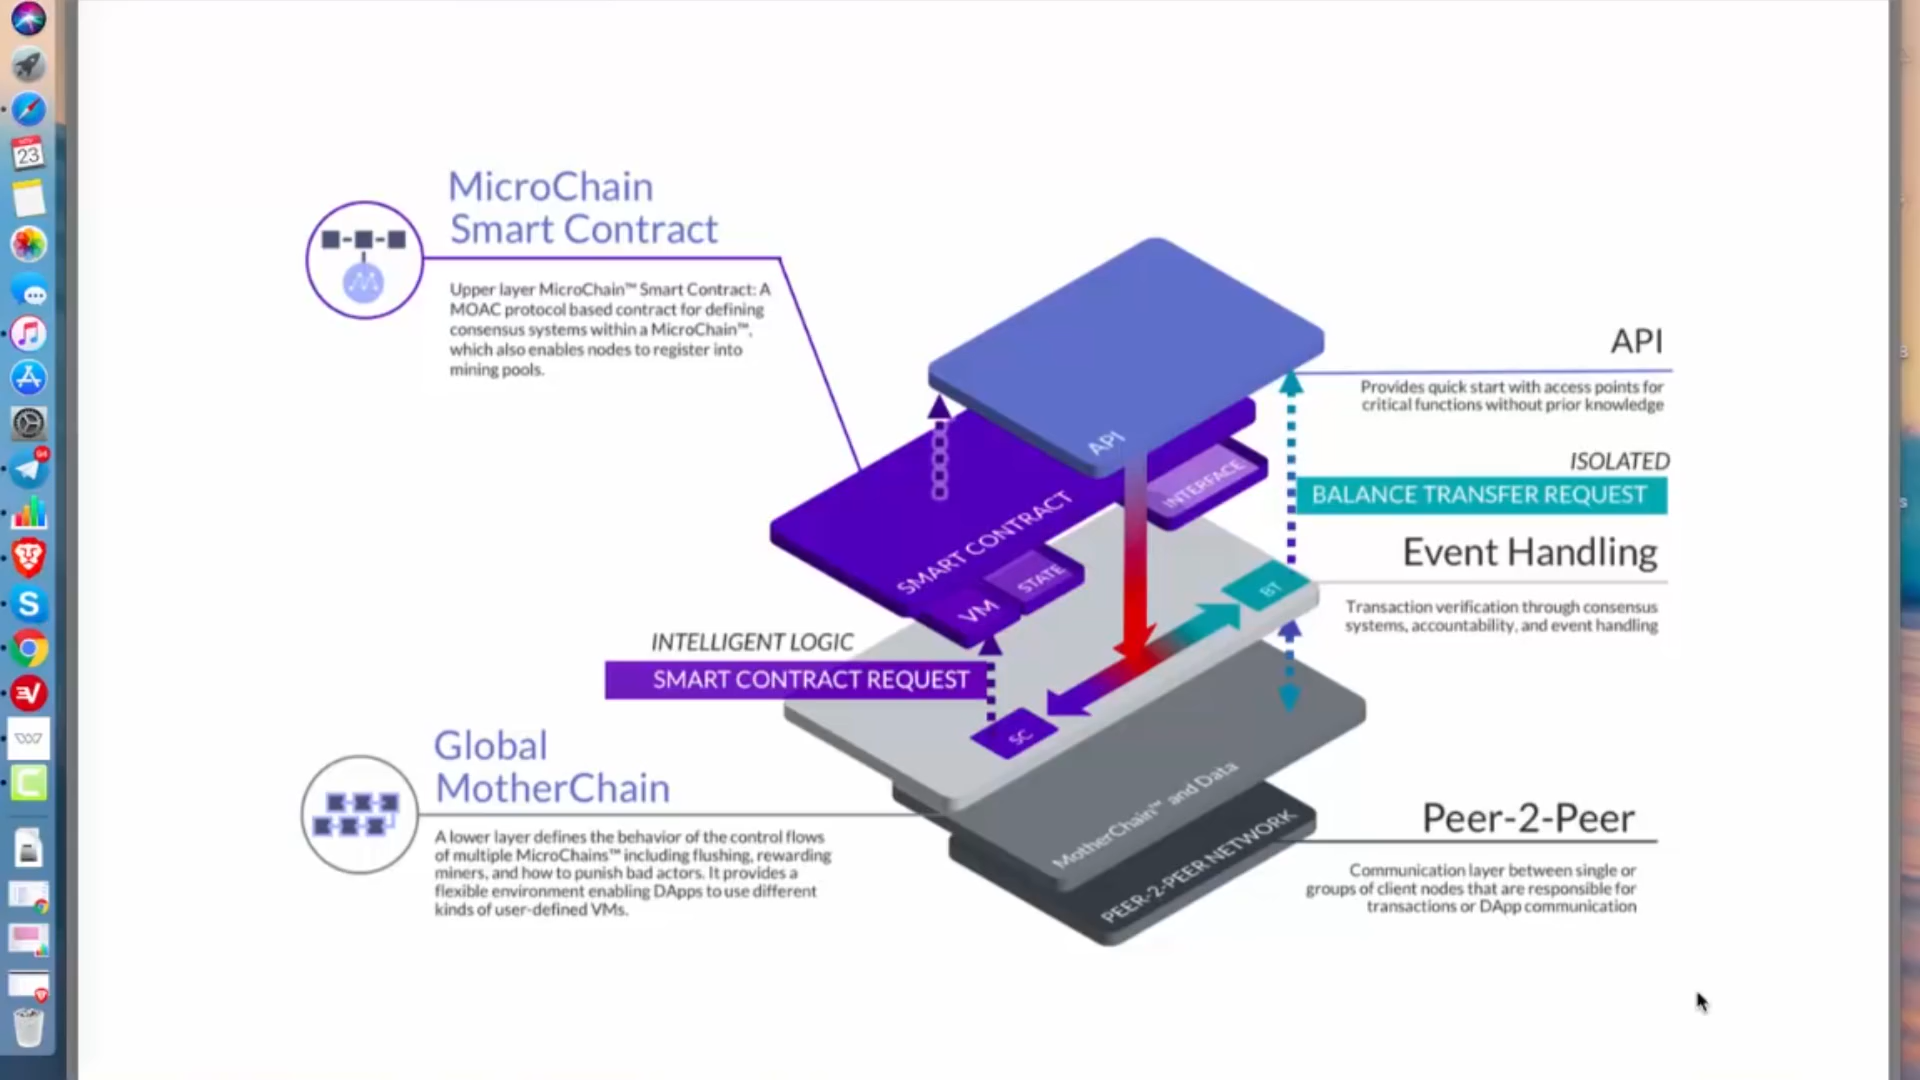 MicroChain
Smart Contract
Upper layer MicroChain™ Smart Contract: A
MOAC protocol based contract for defining
consensus systems within a MicroChain™,
which also enables nodes to register into
mining pools.
API
Provides quick start with access points for
critical functions without prior knowledge
ISOLATED
BALANCE TRANSFER REQUEST
Event Handling
Transaction verification through consensus
systems, accountability, and event handling
API
INTERFACE
SMART CONTRACT
STATE
VM
BT
SC
INTELLIGENT LOGIC
SMART CONTRACT REQUEST
Global
MotherChain
A lower layer defines the behavior of the control flows
of multiple MicroChains™ including flushing, rewarding
miners, and how to punish bad actors. It provides a
flexible environment enabling DApps to use different
kinds of user-defined VMs.
MotherChain™ and Data
PEER-2-PEER NETWORK
Peer-2-Peer
Communication layer between single or
groups of client nodes that are responsible for
transactions or DApp communication
23